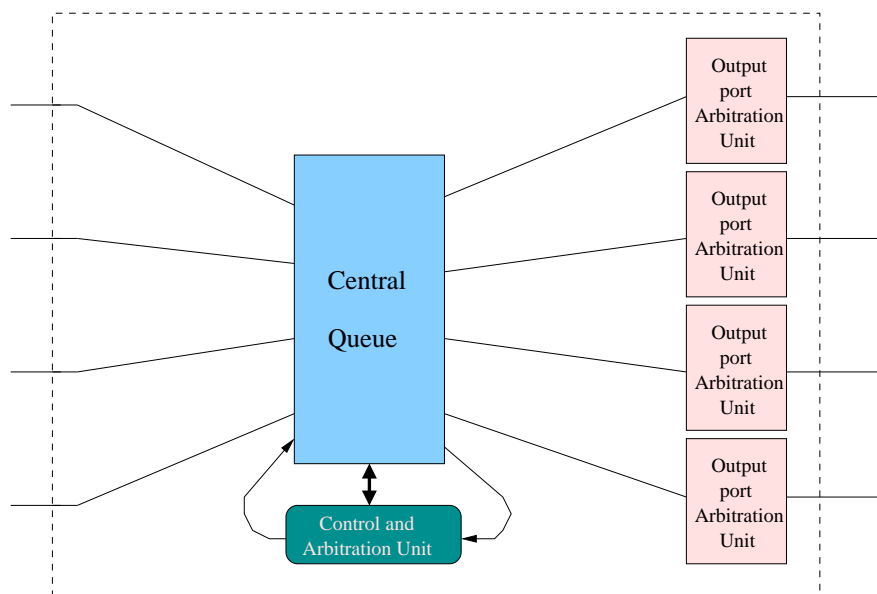 Output
port
Arbitration
Unit
Output
port
Arbitration
Unit
Central
Queue
Output
port
Arbitration
Unit
Output
port
Arbitration
Unit
Control and
Arbitration Unit